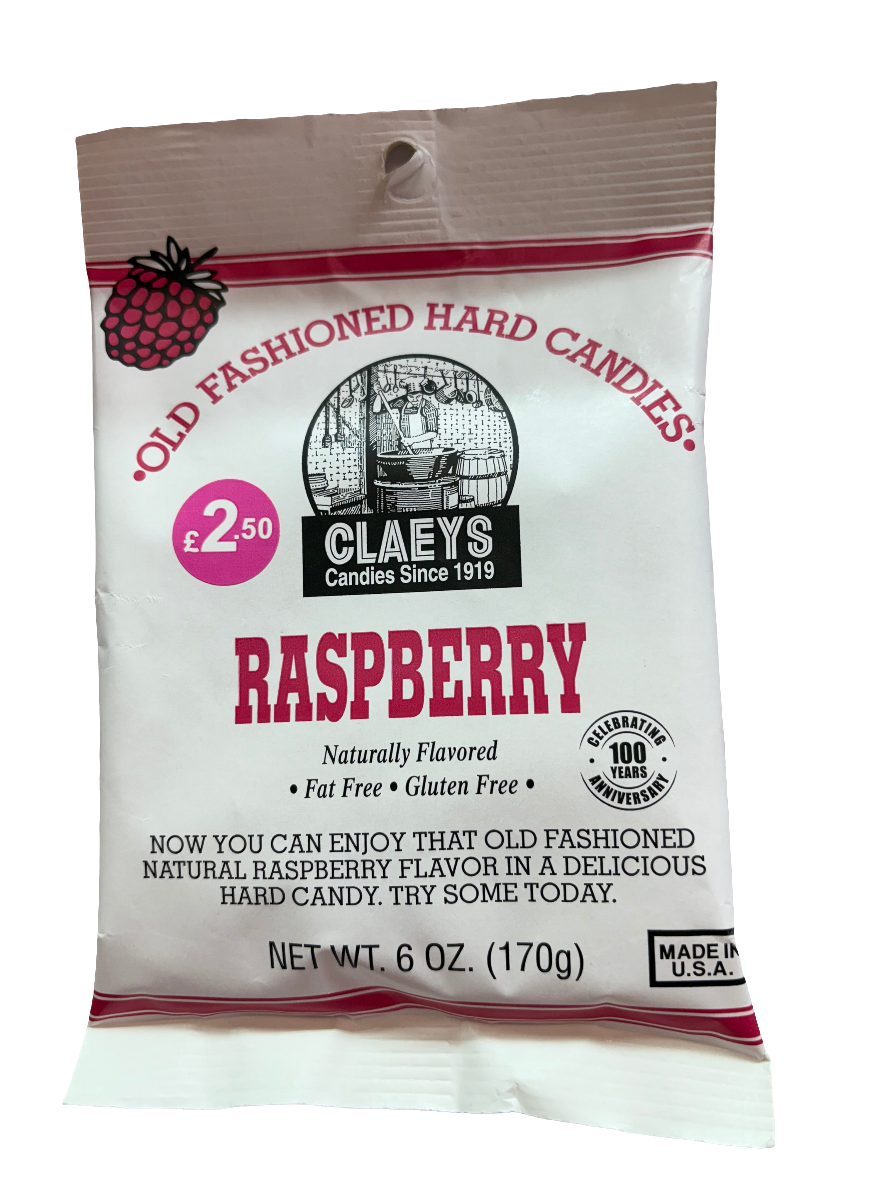 •OLD FASHIONED HARD CANDIES•
£2.50
CLAEYS
Candies Since 1919
RASPBERRY
Naturally Flavored
• Fat Free • Gluten Free •
CELEBRATING
• 100 •
YEARS
ANNIVERSARY
NOW YOU CAN ENJOY THAT OLD FASHIONED
NATURAL RASPBERRY FLAVOR IN A DELICIOUS
HARD CANDY. TRY SOME TODAY.
NET WT. 6 OZ. (170g)
MADE IN
U.S.A.